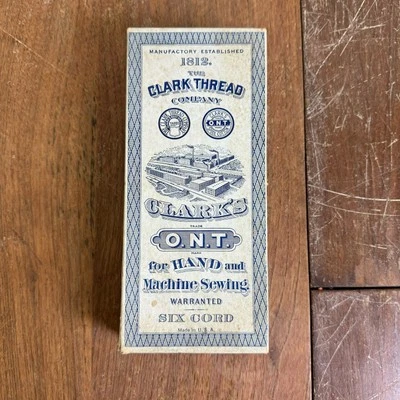 MANUFACTORY ESTABLISHED
1812.
THE
CLARK THREAD
COMPANY
O.N.T.
CLARK'S
TRADE
O.N.T.
MARK
for HAND and
Machine Sewing.
WARRANTED
SIX CORD
Made in U.S.A.